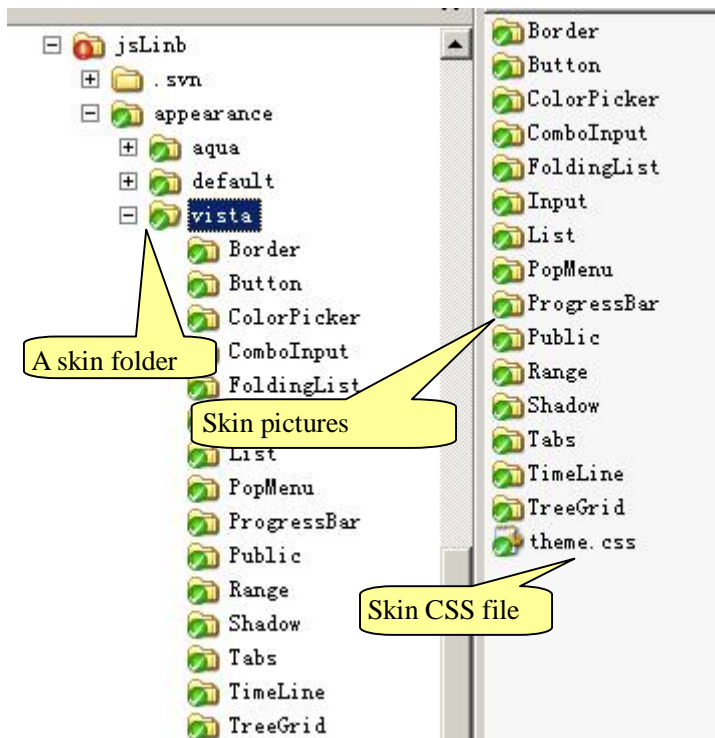 jsLinb
.svn
appearance
aqua
default
vista
Border
Button
ColorPicker
ComboInput
FoldingList
List
PopMenu
ProgressBar
Public
Range
Shadow
Tabs
TimeLine
TreeGrid
A skin folder
Skin pictures
Border
Button
ColorPicker
ComboInput
FoldingList
Input
List
PopMenu
ProgressBar
Public
Range
Shadow
Tabs
TimeLine
TreeGrid
theme.css
Skin CSS file